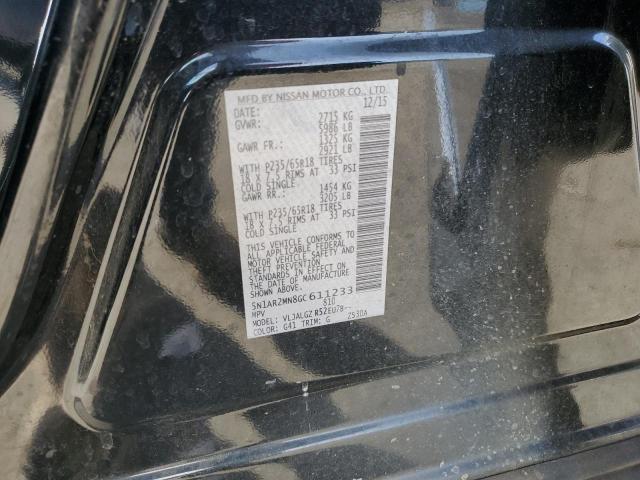 MFD BY NISSAN MOTOR CO., LTD.
DATE: 12/15
GVWR: 2715 KG
5986 LB
GAWR FR.: 1325 KG
2921 LB
WITH P235/65R18 TIRES
18 X 7.5 RIMS AT 33 PSI
COLD SINGLE
GAWR RR.: 1454 KG
3205 LB
WITH P235/65R18 TIRES
18 X 7.5 RIMS AT 33 PSI
COLD SINGLE
THIS VEHICLE CONFORMS TO
ALL APPLICABLE FEDERAL
MOTOR VEHICLE SAFETY AND
THEFT PREVENTION
STANDARDS IN EFFECT ON
THE DATE OF MANUFACTURE
SHOWN ABOVE.
5N1AR2MN8GC611233
MPV 810
MODEL: VLJALGZ R52EU7B--
COLOR: G41 TRIM: G 2530A